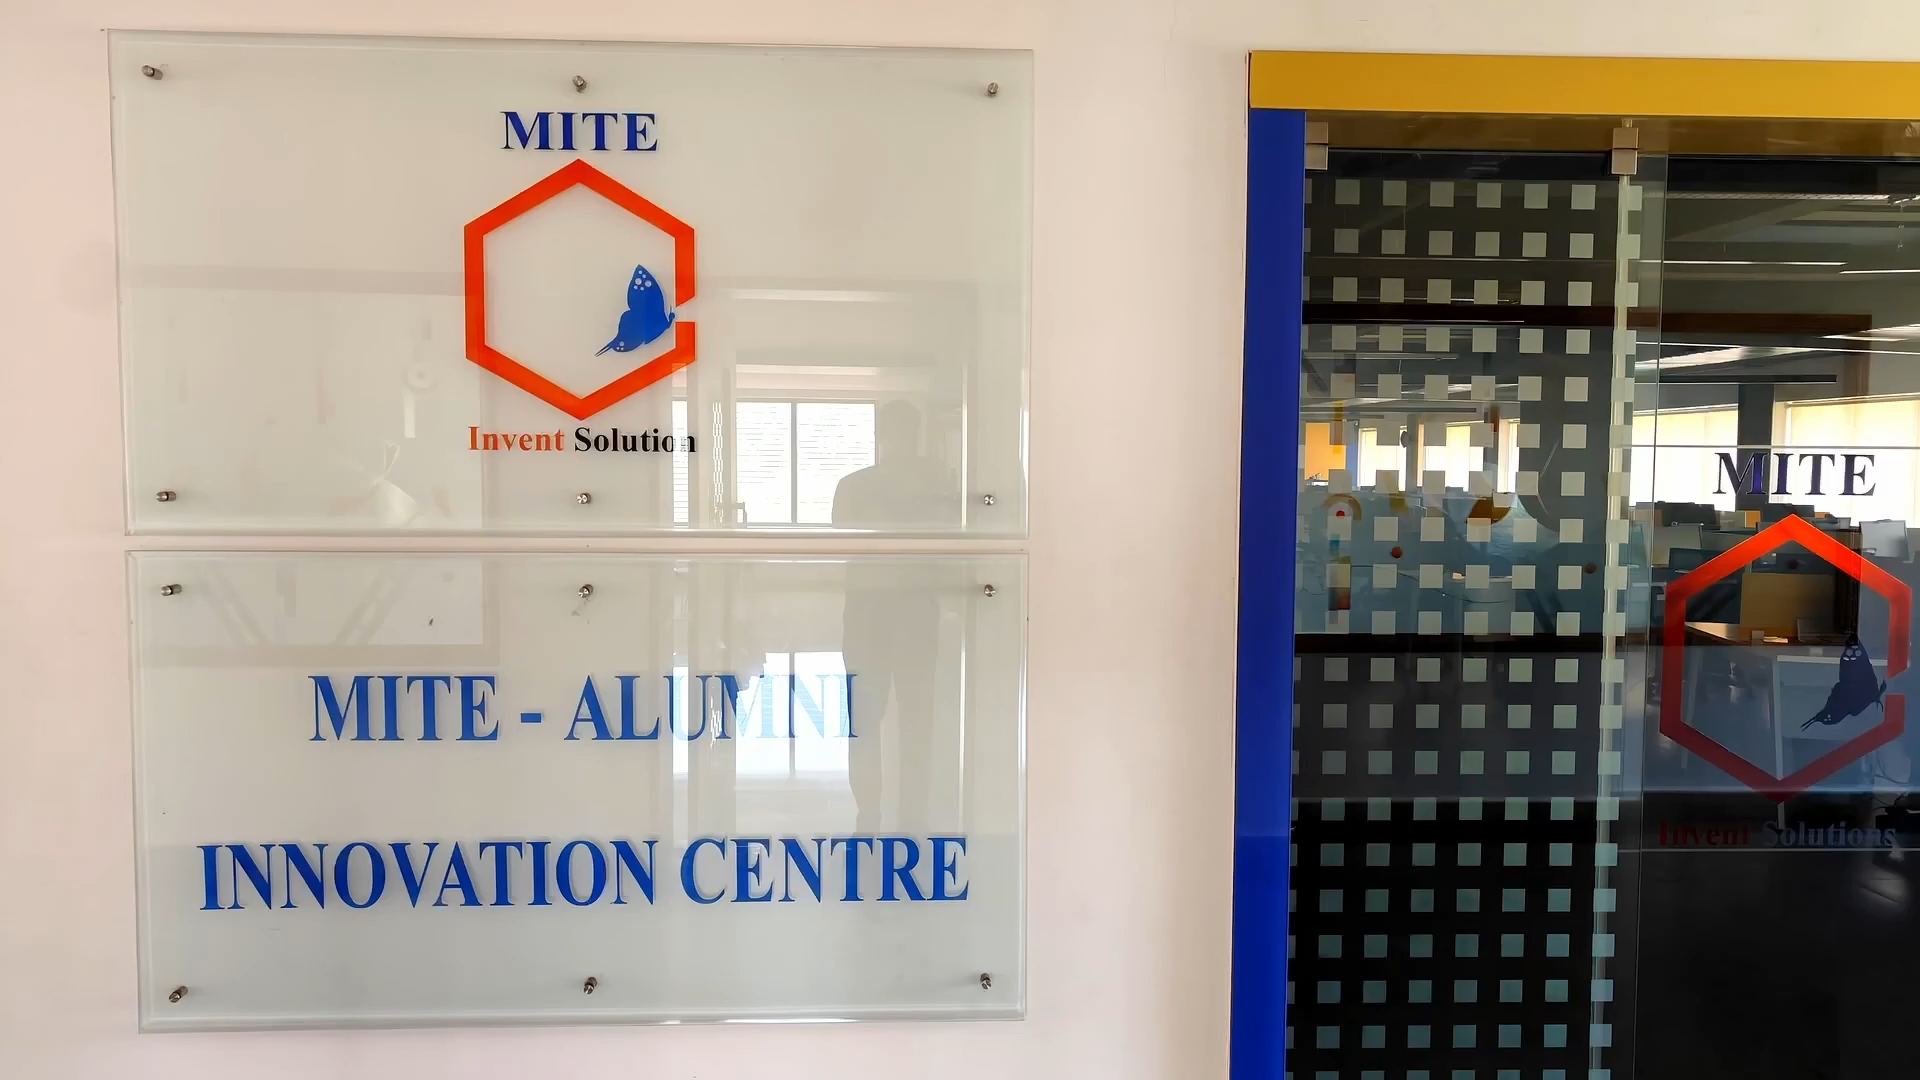 MITE
Invent Solution
MITE - ALUMNI
INNOVATION CENTRE
MITE
Invent Solutions